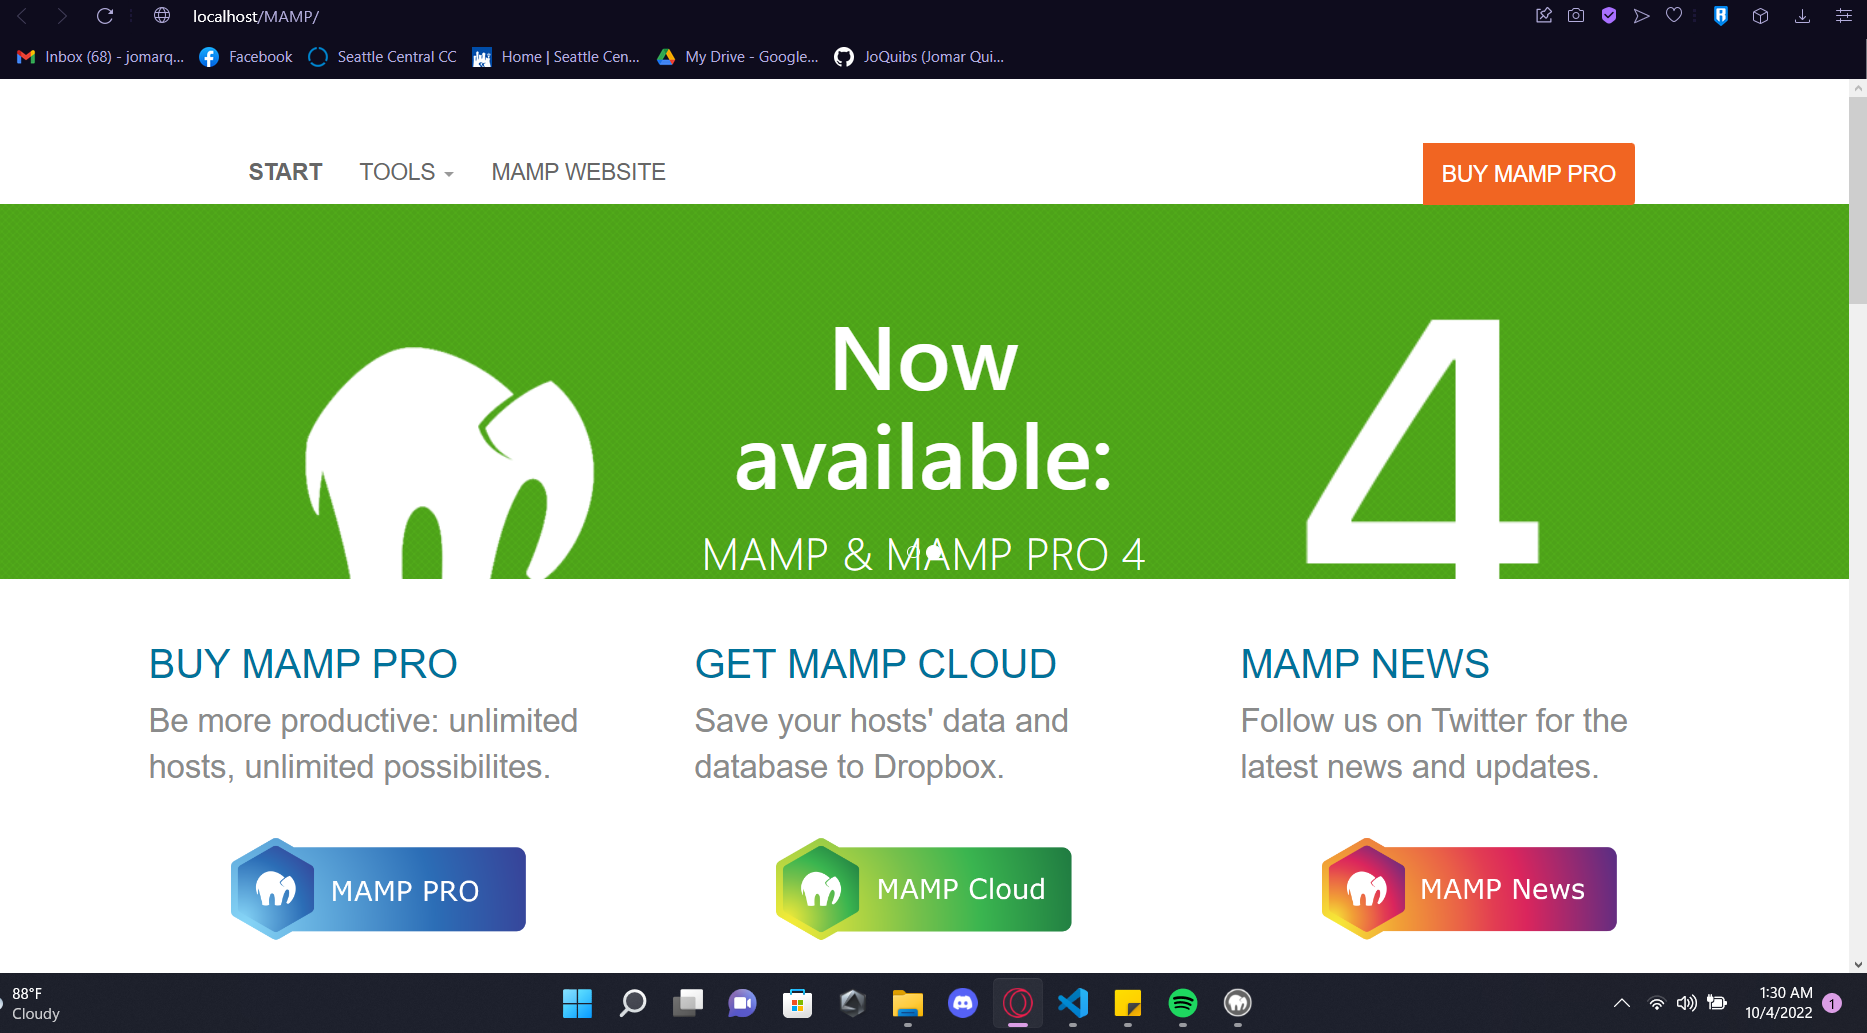 localhost/MAMP/
Inbox (68) - jomarq...
Facebook
Seattle Central CC
Home | Seattle Cen...
My Drive - Google...
JoQuibs (Jomar Qui...
START
TOOLS
MAMP WEBSITE
BUY MAMP PRO
Now
available:
MAMP & MAMP PRO 4
4
BUY MAMP PRO
Be more productive: unlimited
hosts, unlimited possibilites.
MAMP PRO
GET MAMP CLOUD
Save your hosts' data and
database to Dropbox.
MAMP Cloud
MAMP NEWS
Follow us on Twitter for the
latest news and updates.
MAMP News
88°F
Cloudy
1:30 AM
10/4/2022
1